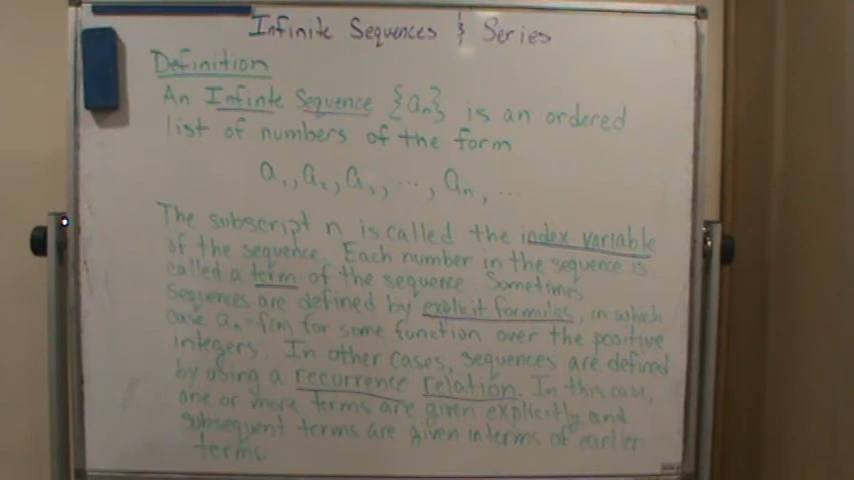 Infinite Sequences & Series
Definition
An Infinte Sequence {aₙ} is an ordered
list of numbers of the form
a₁, a₂, a₃, ..., aₙ, ...
The subscript n is called the index variable
of the sequence. Each number in the sequence is
called a term of the sequence. Sometimes
sequences are defined by explicit formulas, in which
case aₙ=f(n) for some function over the positive
integers. In other cases, sequences are defined
by using a recurrence relation. In this case,
one or more terms are given explicitly and
subsequent terms are given in terms of earlier
terms.